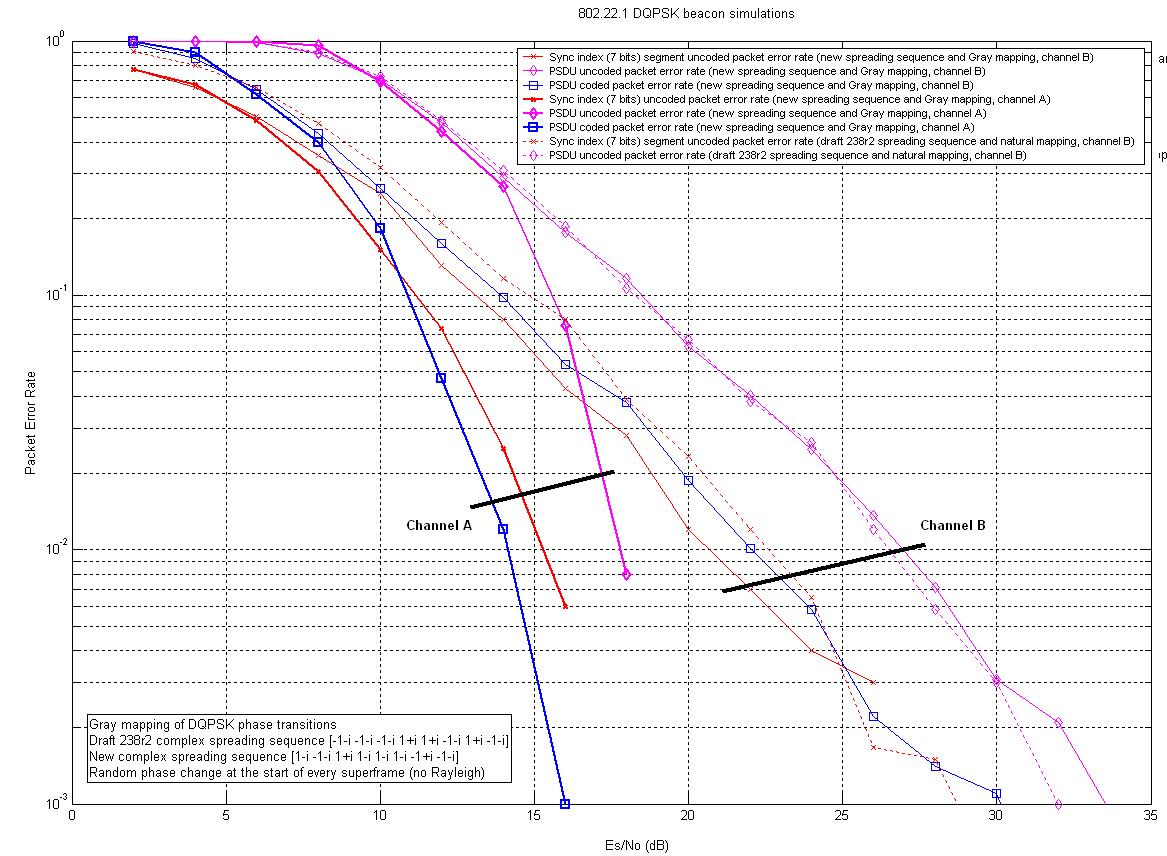 802.22.1 DQPSK beacon simulations
Sync index (7 bits) segment uncoded packet error rate (new spreading sequence and Gray mapping, channel B)
PSDU uncoded packet error rate (new spreading sequence and Gray mapping, channel B)
PSDU coded packet error rate (new spreading sequence and Gray mapping, channel B)
Sync index (7 bits) uncoded packet error rate (new spreading sequence and Gray mapping, channel A)
PSDU uncoded packet error rate (new spreading sequence and Gray mapping, channel A)
PSDU coded packet error rate (new spreading sequence and Gray mapping, channel A)
Sync index (7 bits) segment uncoded packet error rate (draft 238r2 spreading sequence and natural mapping, channel B)
PSDU uncoded packet error rate (draft 238r2 spreading sequence and natural mapping, channel B)
10^0
10^-1
10^-2
10^-3
Packet Error Rate
Channel A
Channel B
Gray mapping of DQPSK phase transitions
Draft 238r2 complex spreading sequence [-1-i -1-i -1-i 1+i 1+i -1-i 1+i -1-i]
New complex spreading sequence [1-i -1-i 1+i 1-i 1-i 1-i -1+i -1-i]
Random phase change at the start of every superframe (no Rayleigh)
0 5 10 15 20 25 30 35
Es/No (dB)